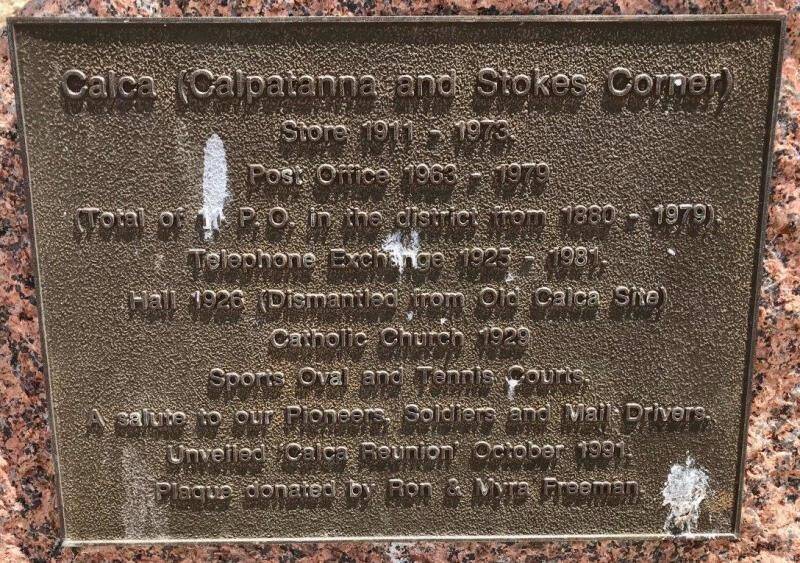 Calca (Calpatanna and Stokes Corner)
Store 1911 - 1973.
Post Office 1963 - 1979
(Total of P.O. in the district from 1880 - 1979).
Telephone Exchange 1925 - 1981.
Hall 1926 (Dismantled from Old Calca Site)
Catholic Church 1929
Sports Oval and Tennis Courts.
A salute to our Pioneers, Soldiers and Mail Drivers.
Unveiled 'Calca Reunion' October 1991.
Plaque donated by Ron & Myra Freeman.